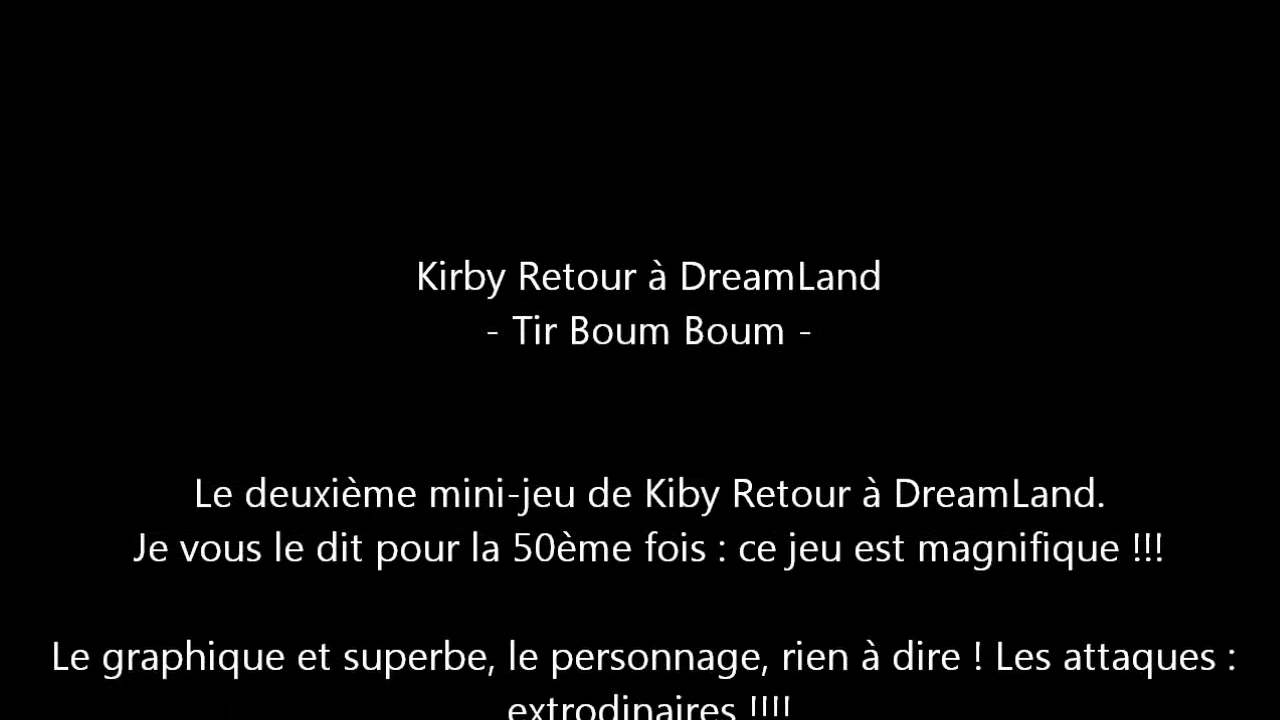 Kirby Retour à DreamLand
- Tir Boum Boum -
Le deuxième mini-jeu de Kiby Retour à DreamLand.
Je vous le dit pour la 50ème fois : ce jeu est magnifique !!!
Le graphique et superbe, le personnage, rien à dire ! Les attaques :
extrodinaires !!!!